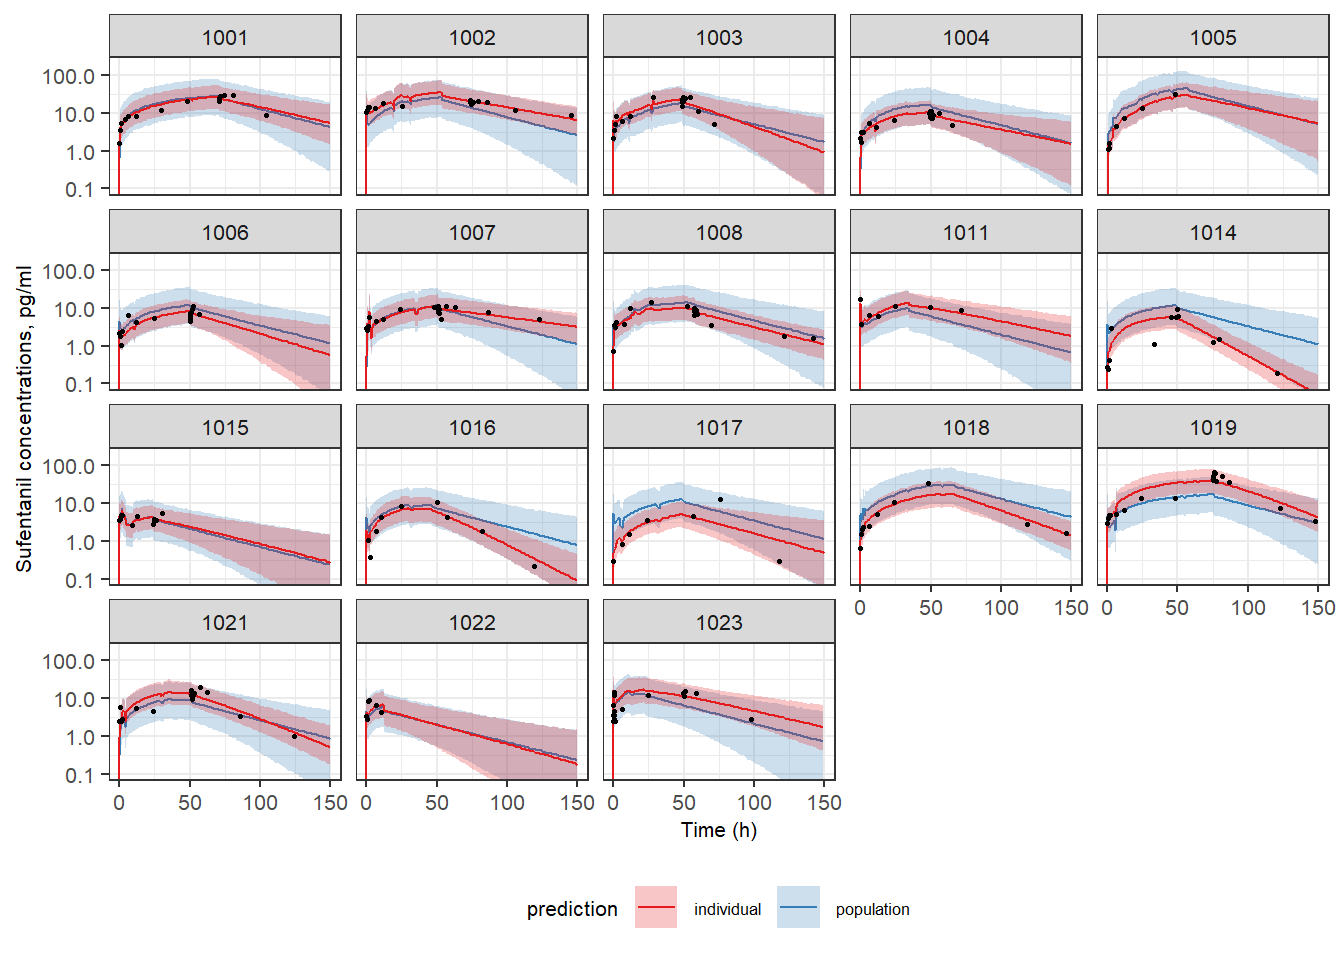 1001 1002 1003 1004 1005
100.0
10.0
1.0
0.1
1006 1007 1008 1011 1014
100.0
10.0
1.0
0.1
1015 1016 1017 1018 1019
100.0
10.0
1.0
0.1
0 50 100 150 0 50 100 150
1021 1022 1023
100.0
10.0
1.0
0.1
0 50 100 150 0 50 100 150 0 50 100 150
Sufentanil concentrations, pg/ml
Time (h)
prediction individual population